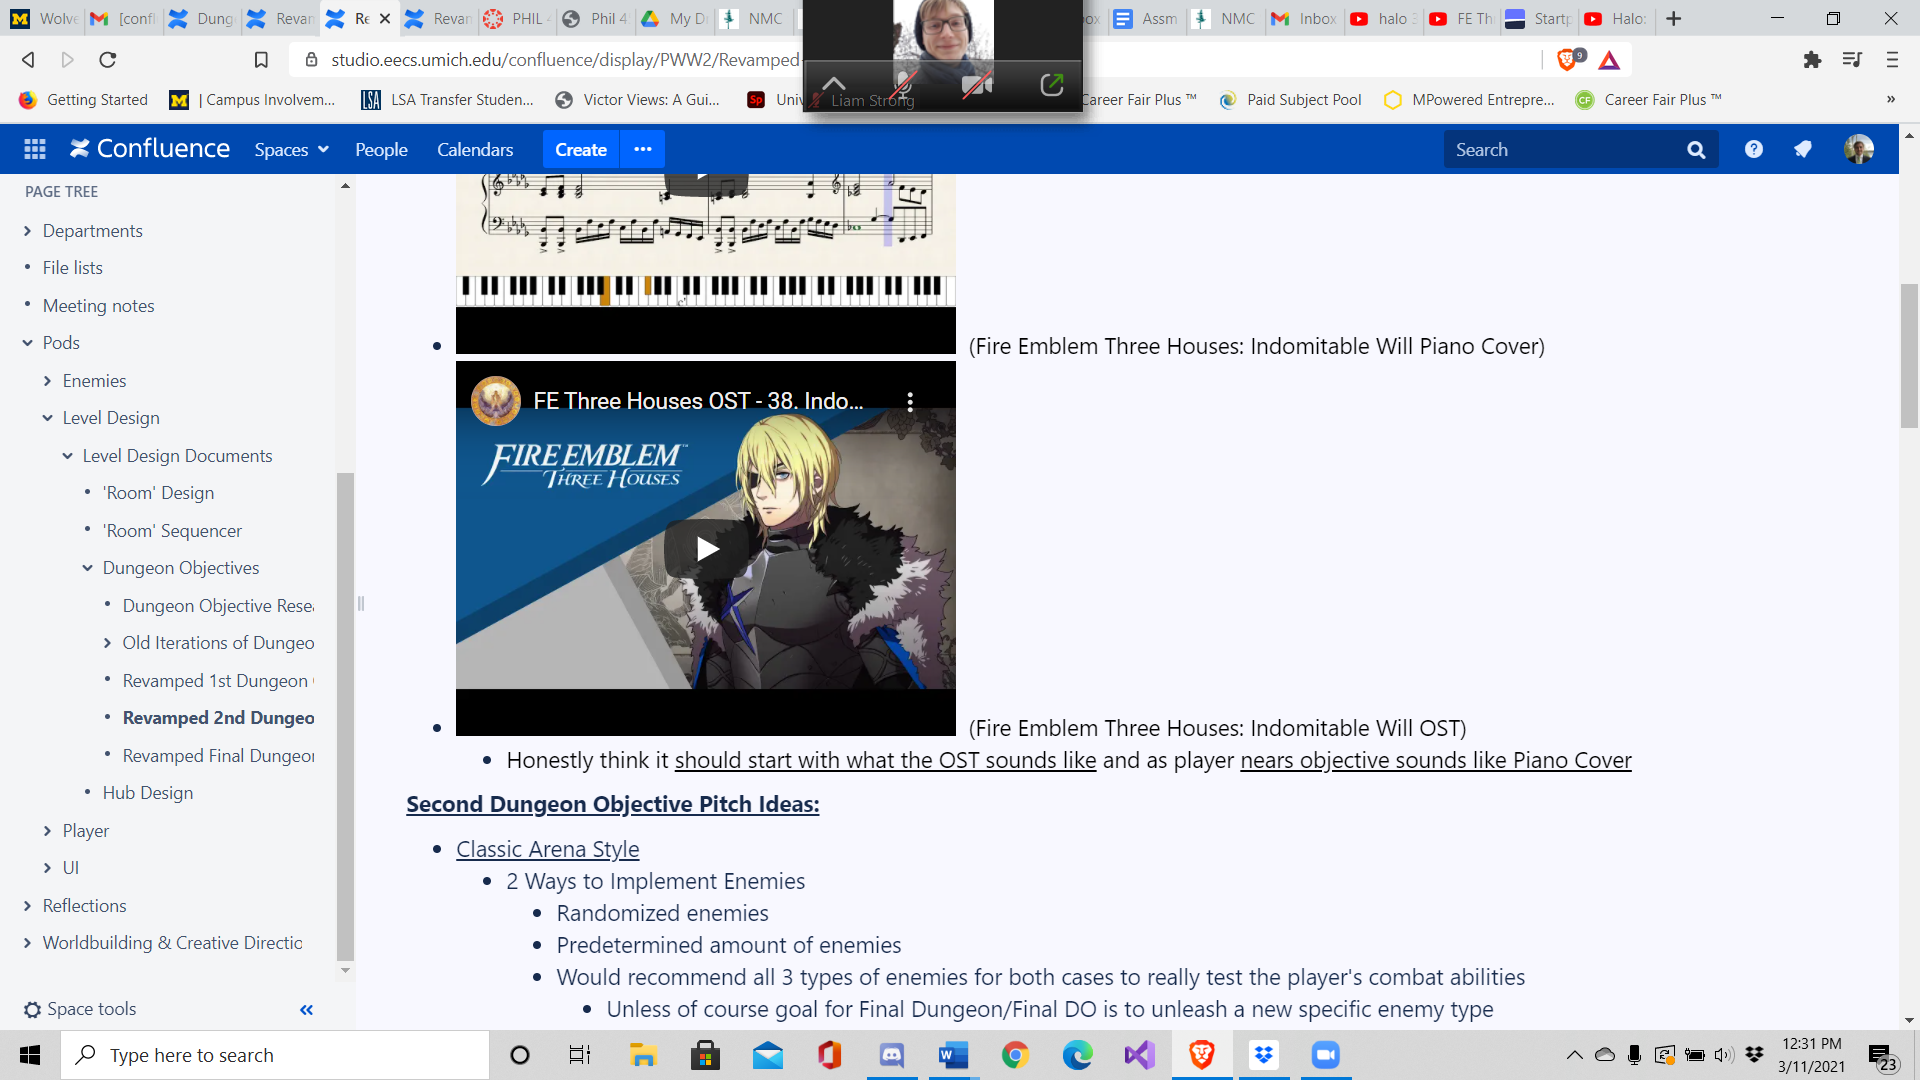 Wolve
[conf
Dung
Revan
Re
Revan
PHIL
Phil 4
My Dr
NMC
Assm
NMC
Inbox
halo
FE Th
Startp
Halo:
studio.eecs.umich.edu/confluence/display/PWW2/Revamped-
9
Getting Started
| Campus Involvem...
LSA Transfer Studen...
Victor Views: A Gui...
Career Fair Plus ™
Paid Subject Pool
MPowered Entrepre...
Career Fair Plus ™
»
Liam Strong
Confluence
Spaces
People
Calendars
Create
Search
PAGE TREE
Departments
File lists
Meeting notes
Pods
Enemies
Level Design
Level Design Documents
'Room' Design
'Room' Sequencer
Dungeon Objectives
Dungeon Objective Rese
Old Iterations of Dungeo
Revamped 1st Dungeon
Revamped 2nd Dungeo
Revamped Final Dungeor
Hub Design
Player
UI
Reflections
Worldbuilding & Creative Directio
Space tools
(Fire Emblem Three Houses: Indomitable Will Piano Cover)
FE Three Houses OST - 38. Indo...
FIRE EMBLEM™
THREE HOUSES
(Fire Emblem Three Houses: Indomitable Will OST)
Honestly think it should start with what the OST sounds like and as player nears objective sounds like Piano Cover
Second Dungeon Objective Pitch Ideas:
Classic Arena Style
2 Ways to Implement Enemies
Randomized enemies
Predetermined amount of enemies
Would recommend all 3 types of enemies for both cases to really test the player's combat abilities
Unless of course goal for Final Dungeon/Final DO is to unleash a new specific enemy type
Type here to search
12:31 PM
3/11/2021
23